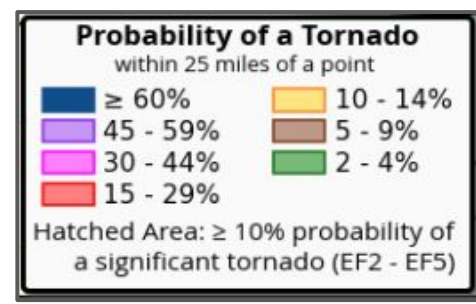 Probability of a Tornado
within 25 miles of a point
≥ 60%
45 - 59%
30 - 44%
15 - 29%
10 - 14%
5 - 9%
2 - 4%
Hatched Area: ≥ 10% probability of
a significant tornado (EF2 - EF5)